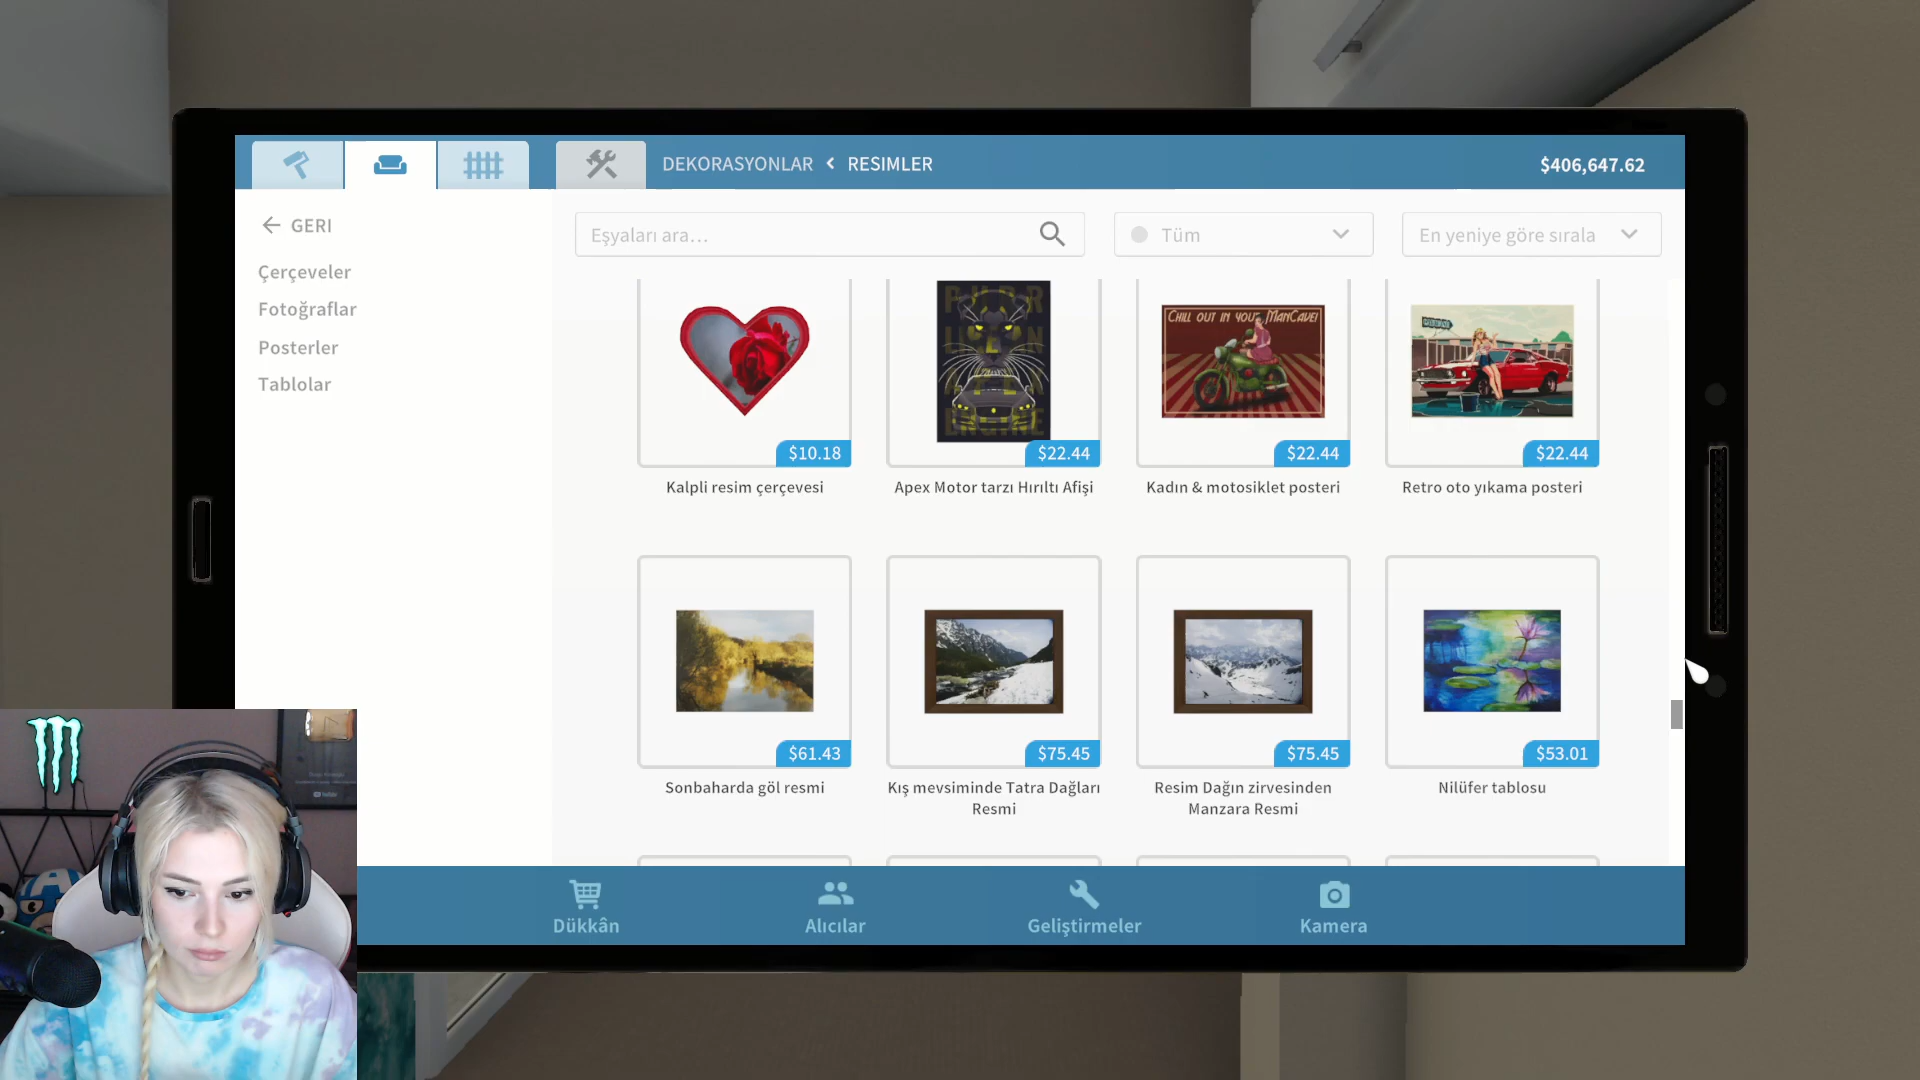 DEKORASYONLAR < RESIMLER
$406,647.62
← GERI
Çerçeveler
Fotoğraflar
Posterler
Tablolar
Eşyaları ara...
Tüm
En yeniye göre sırala
CHILL OUT IN YOUR MANCAVE!
$10.18
$22.44
$22.44
$22.44
Kalpli resim çerçevesi
Apex Motor tarzı Hırıltı Afişi
Kadın & motosiklet posteri
Retro oto yıkama posteri
$61.43
$75.45
$75.45
$53.01
Sonbaharda göl resmi
Kış mevsiminde Tatra Dağları
Resmi
Resim Dağın zirvesinden
Manzara Resmi
Nilüfer tablosu
Dükkân
Alıcılar
Geliştirmeler
Kamera